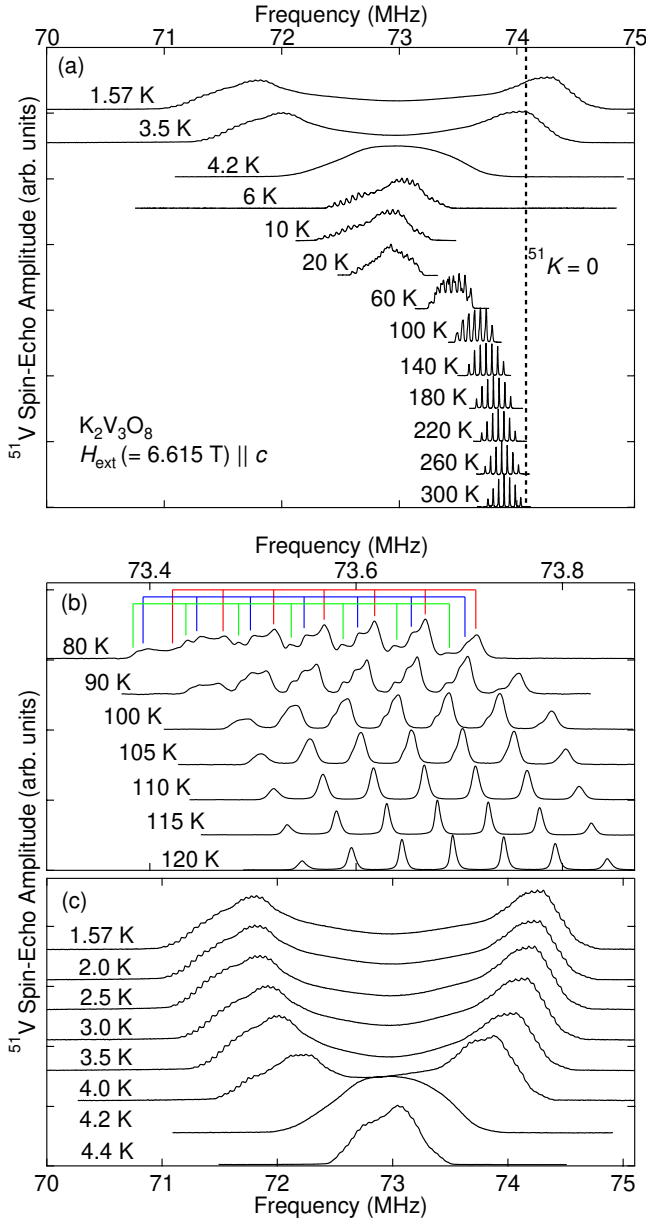 Frequency (MHz)
70 71 72 73 74 75
(a)
1.57 K
3.5 K
4.2 K
6 K
10 K
20 K
⁵¹K = 0
60 K
100 K
140 K
180 K
K₂V₃O₈
220 K
H_ext (= 6.615 T) || c
260 K
300 K
⁵¹V Spin-Echo Amplitude (arb. units)
Frequency (MHz)
73.4 73.6 73.8
(b)
80 K
90 K
100 K
105 K
110 K
115 K
120 K
⁵¹V Spin-Echo Amplitude (arb. units)
(c)
1.57 K
2.0 K
2.5 K
3.0 K
3.5 K
4.0 K
4.2 K
4.4 K
70 71 72 73 74 75
Frequency (MHz)